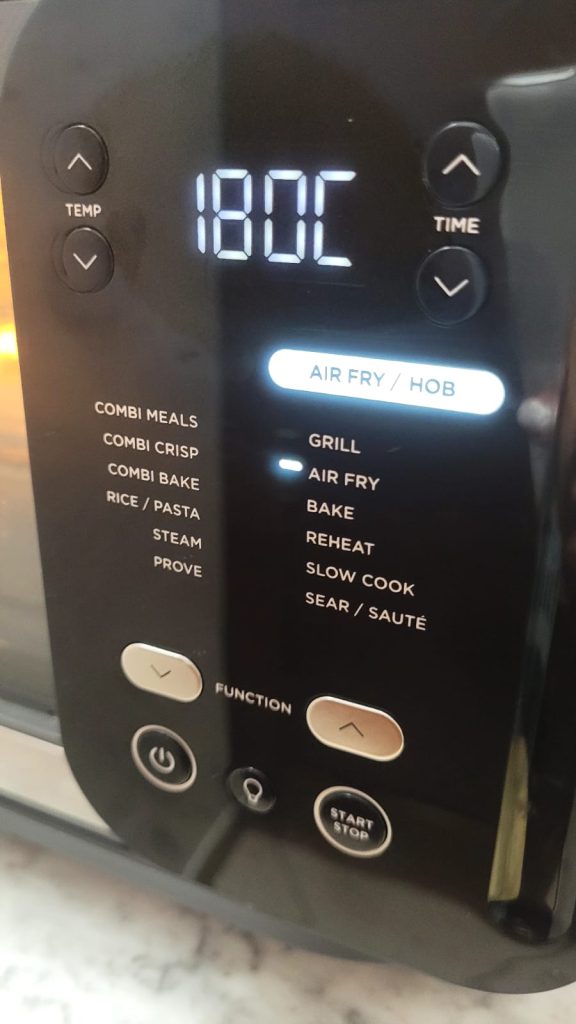 180C
TEMP
TIME
AIR FRY / HOB
COMBI MEALS
COMBI CRISP
COMBI BAKE
RICE / PASTA
STEAM
PROVE
GRILL
AIR FRY
BAKE
REHEAT
SLOW COOK
SEAR / SAUTÉ
FUNCTION
START
STOP